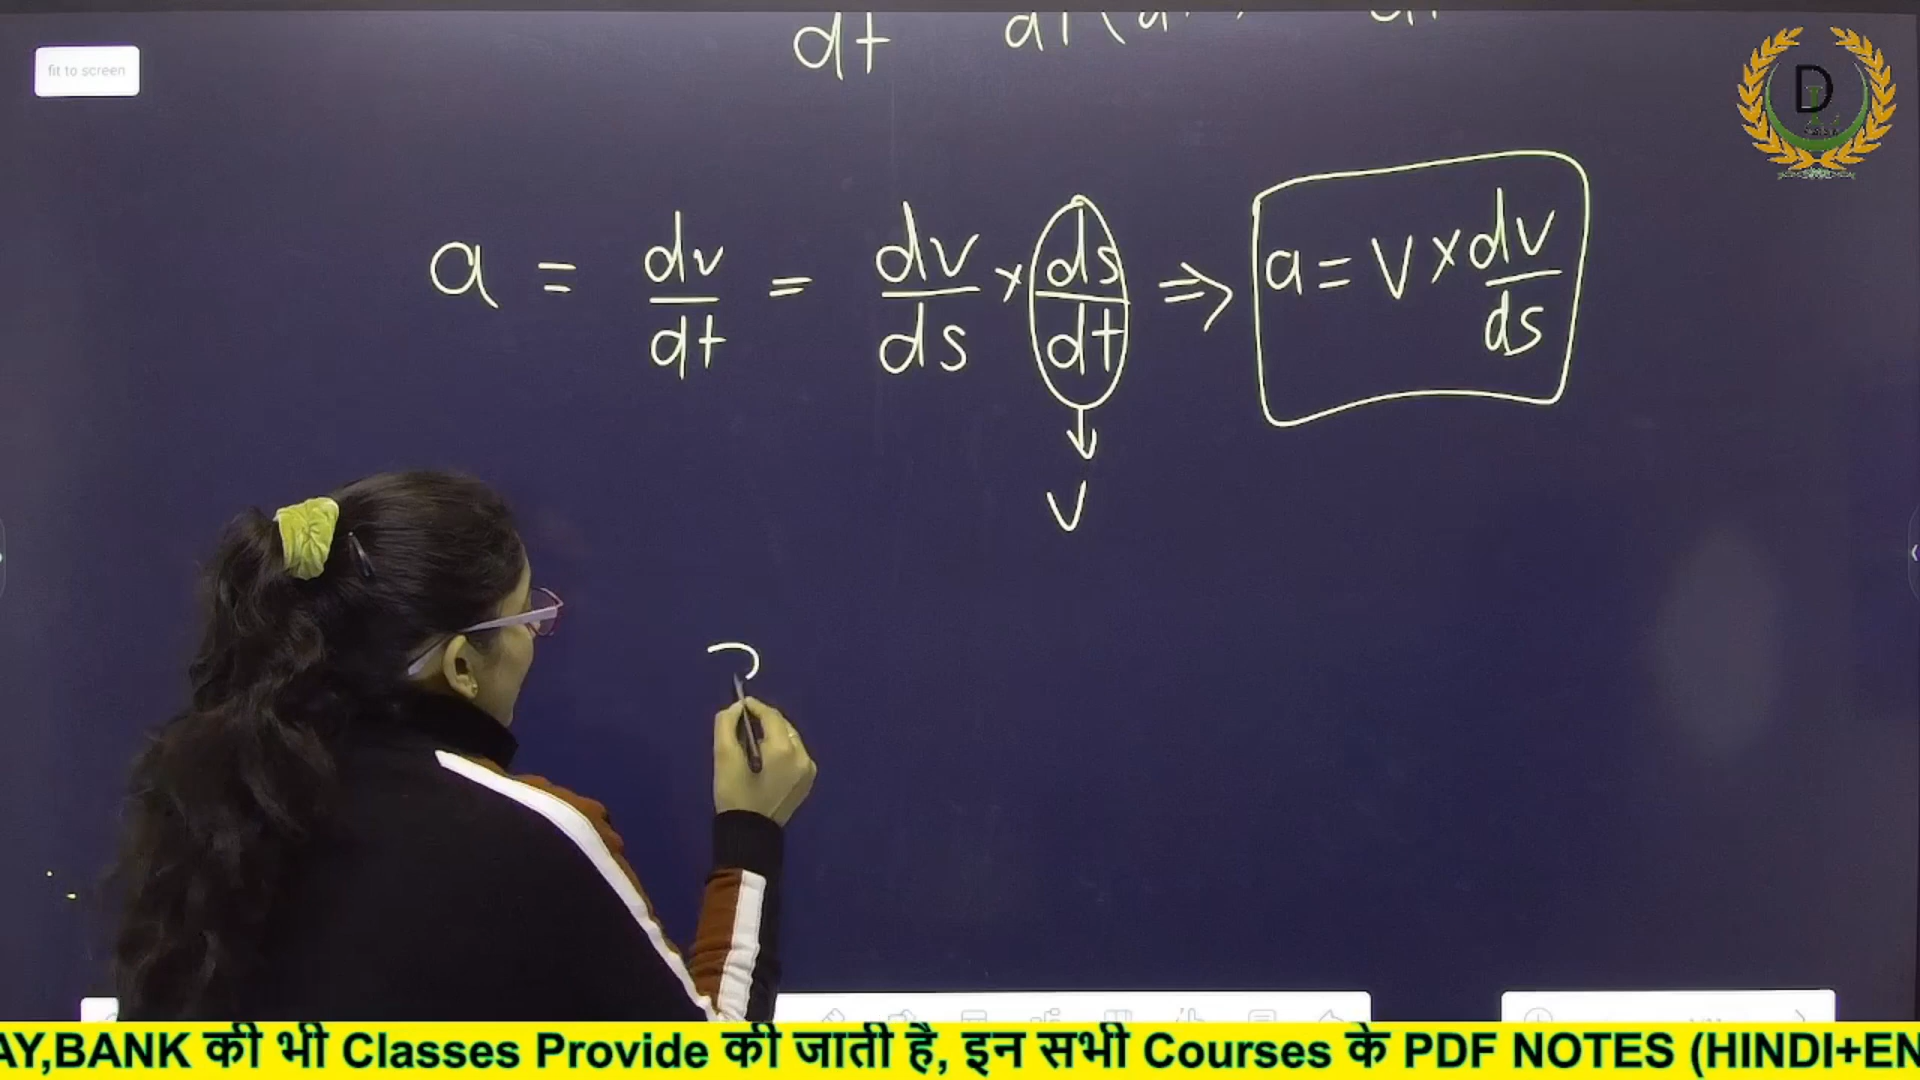 fit to screen
dt
a = dv/dt = dv/ds × ds/dt ⇒ a = v × dv/ds
↓
v
D
AY,BANK की भी Classes Provide की जाती है, इन सभी Courses के PDF NOTES (HINDI+EN